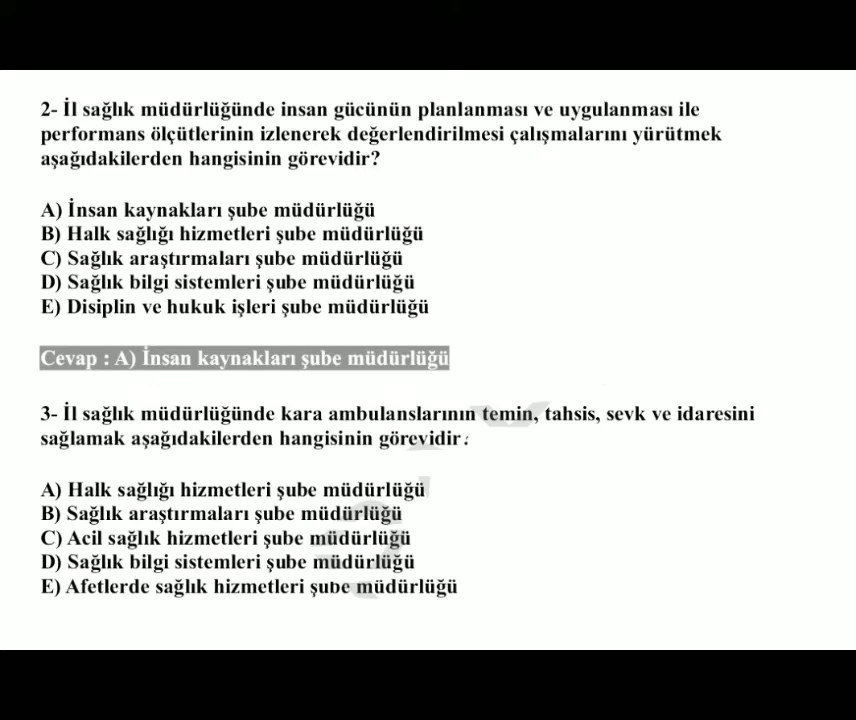 2- İl sağlık müdürlüğünde insan gücünün planlanması ve uygulanması ile
performans ölçütlerinin izlenerek değerlendirilmesi çalışmalarını yürütmek
aşağıdakilerden hangisinin görevidir?
A) İnsan kaynakları şube müdürlüğü
B) Halk sağlığı hizmetleri şube müdürlüğü
C) Sağlık araştırmaları şube müdürlüğü
D) Sağlık bilgi sistemleri şube müdürlüğü
E) Disiplin ve hukuk işleri şube müdürlüğü
Cevap : A) İnsan kaynakları şube müdürlüğü
3- İl sağlık müdürlüğünde kara ambulanslarının temin, tahsis, sevk ve idaresini
sağlamak aşağıdakilerden hangisinin görevidir:
A) Halk sağlığı hizmetleri şube müdürlüğü
B) Sağlık araştırmaları şube müdürlüğü
C) Acil sağlık hizmetleri şube müdürlüğü
D) Sağlık bilgi sistemleri şube müdürlüğü
E) Afetlerde sağlık hizmetleri şube müdürlüğü